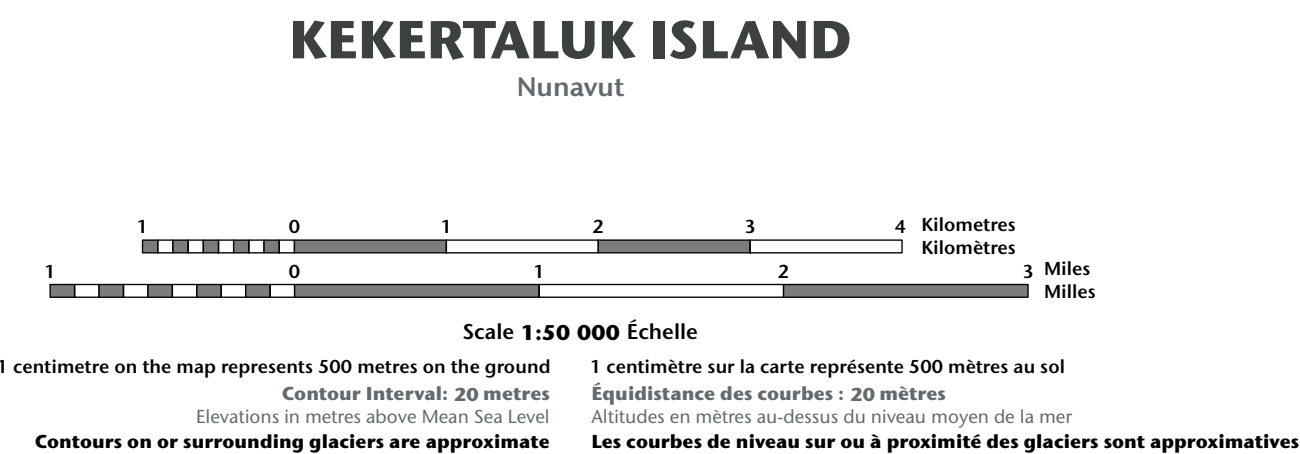 KEKERTALUK ISLAND
Nunavut
1 0 1 2 3 4 Kilometres
Kilomètres
1 0 1 2 3 Miles
Milles
Scale 1:50 000 Échelle
1 centimetre on the map represents 500 metres on the ground
1 centimètre sur la carte représente 500 mètres au sol
Contour Interval: 20 metres
Équidistance des courbes : 20 mètres
Elevations in metres above Mean Sea Level
Altitudes en mètres au-dessus du niveau moyen de la mer
Contours on or surrounding glaciers are approximate
Les courbes de niveau sur ou à proximité des glaciers sont approximatives